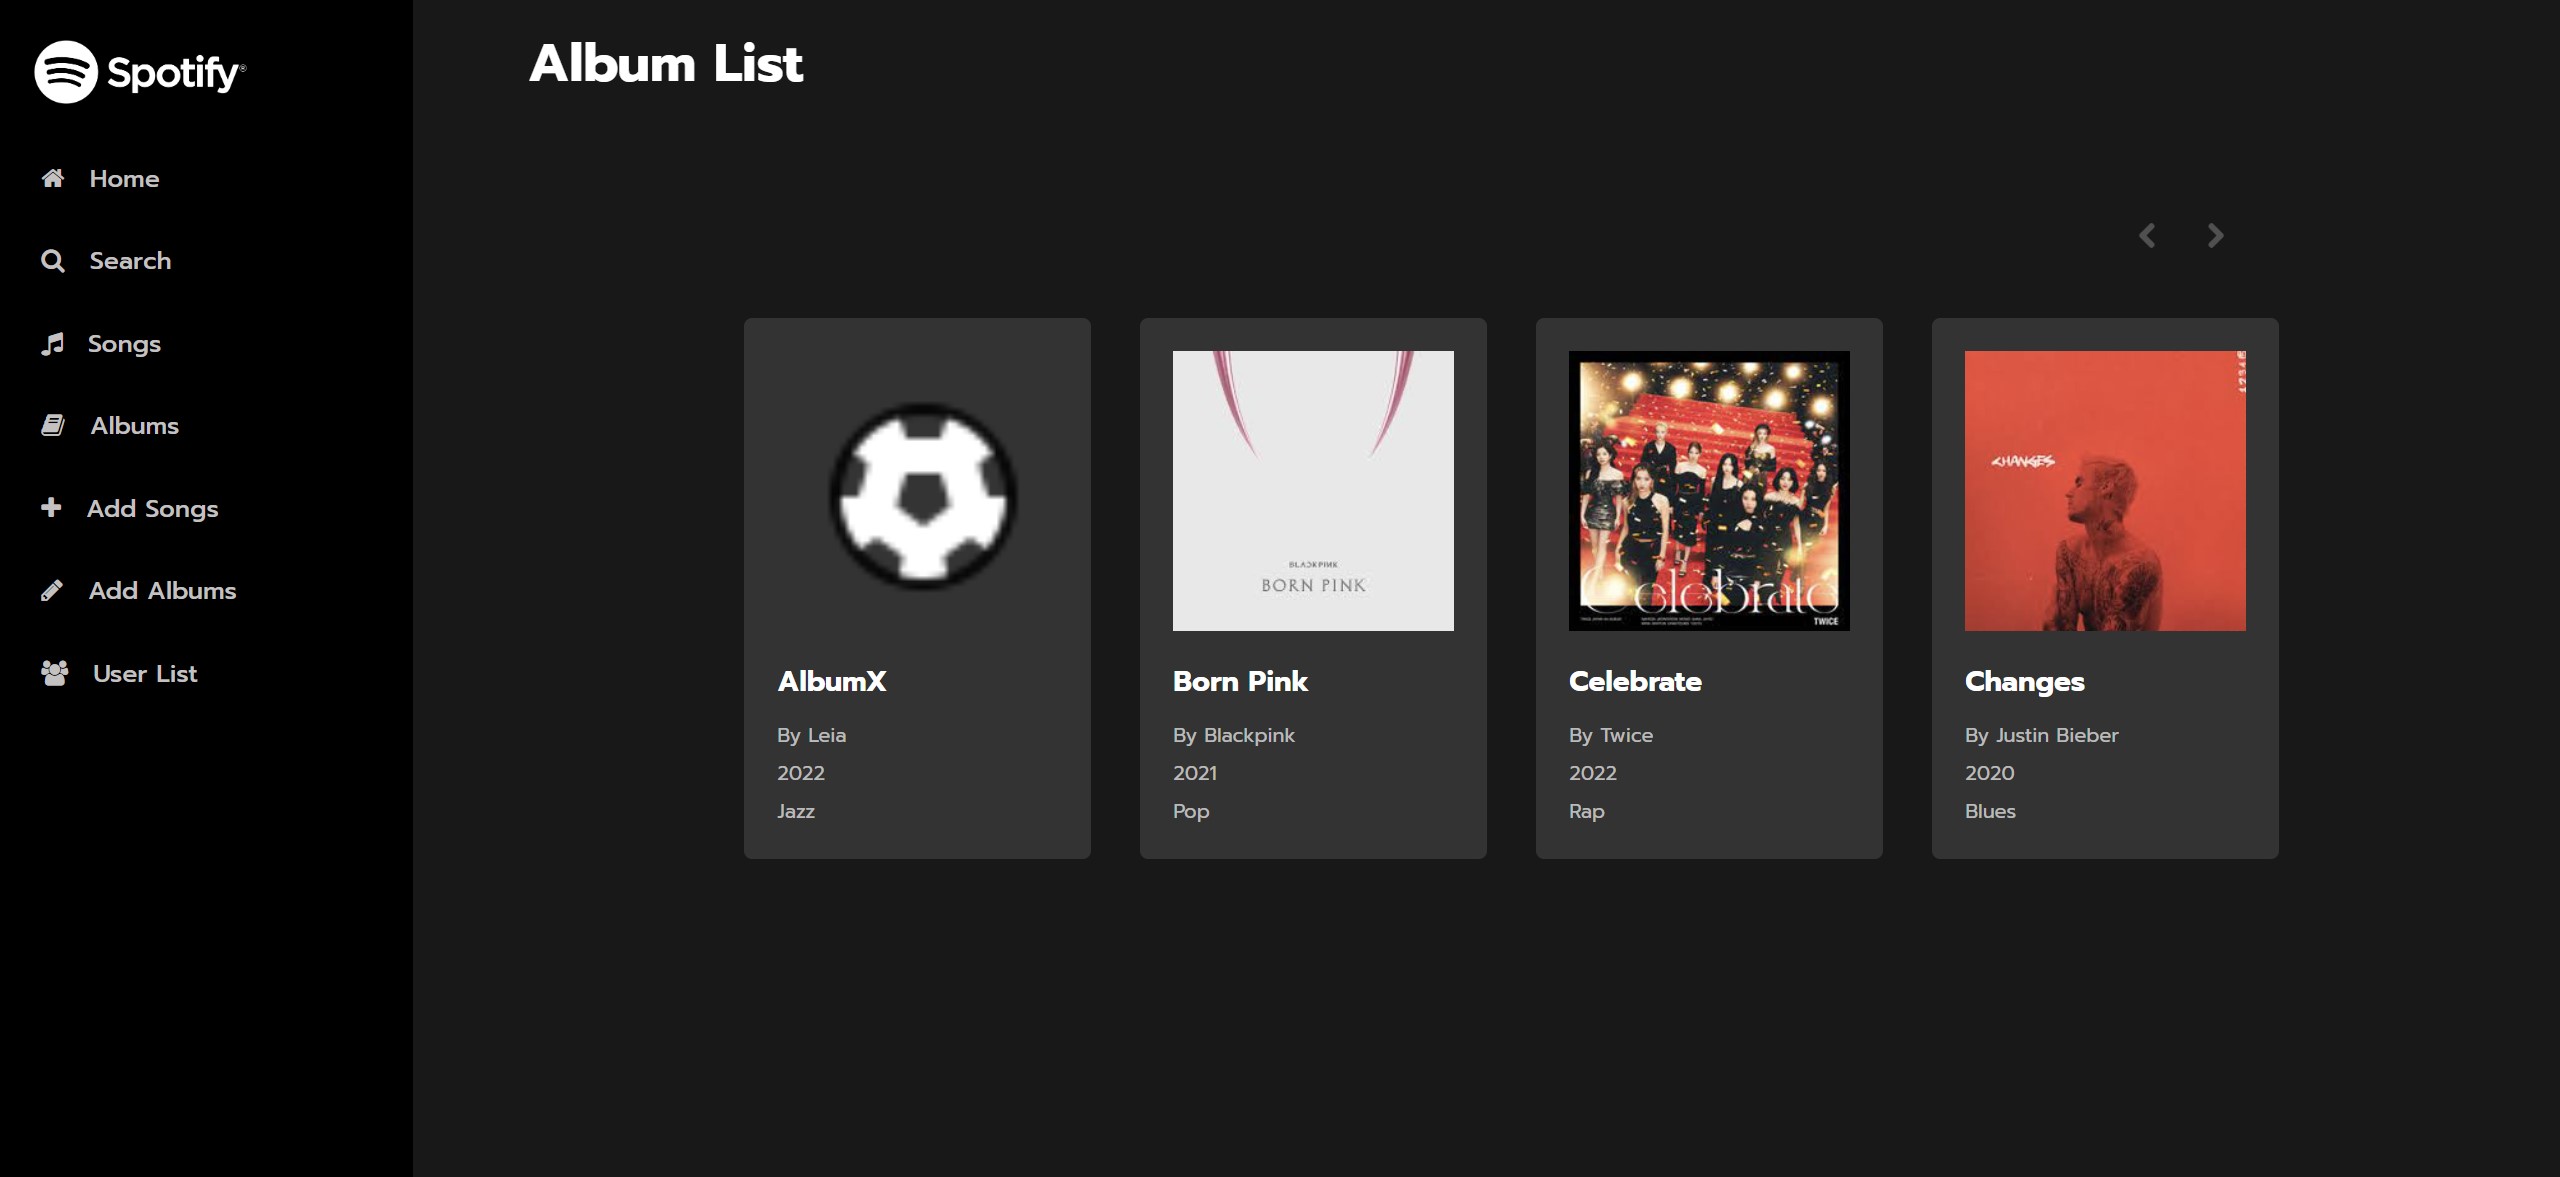 Spotify®
Home
Search
Songs
Albums
Add Songs
Add Albums
User List
Album List
BLACKPINK
BORN PINK
Celebrate
TWICE
CHANGES
AlbumX
By Leia
2022
Jazz
Born Pink
By Blackpink
2021
Pop
Celebrate
By Twice
2022
Rap
Changes
By Justin Bieber
2020
Blues